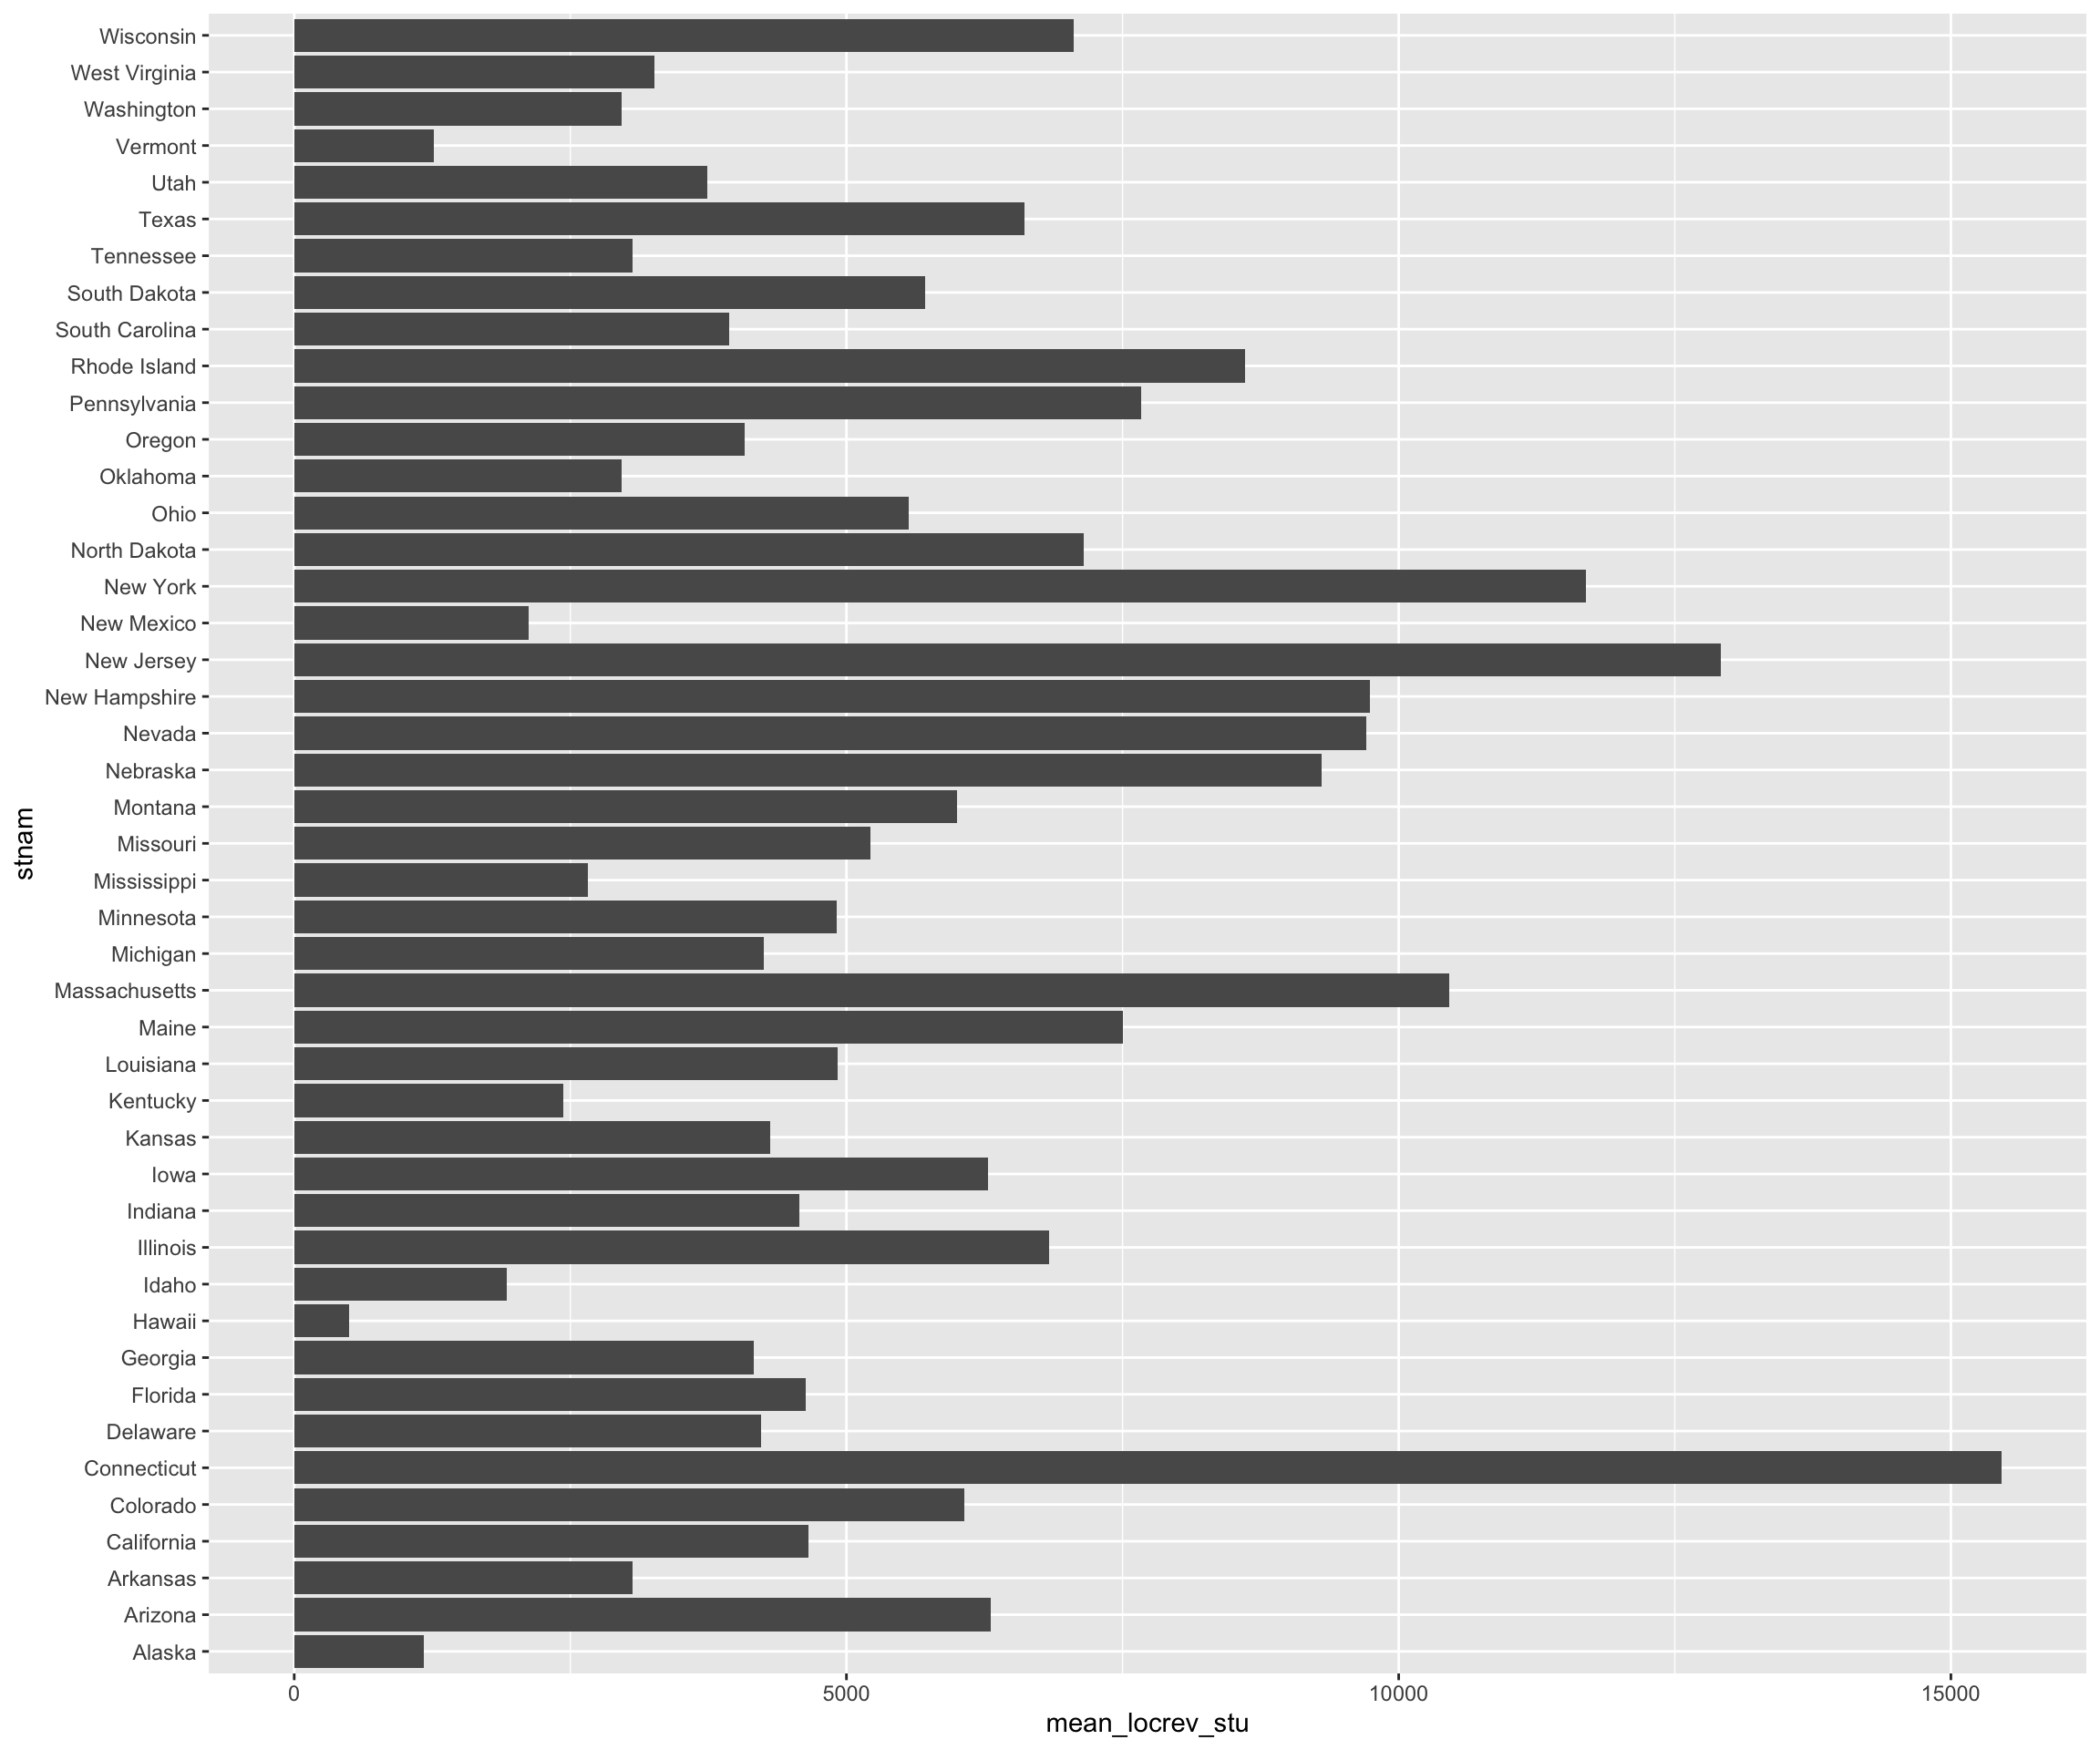 Wisconsin
West Virginia
Washington
Vermont
Utah
Texas
Tennessee
South Dakota
South Carolina
Rhode Island
Pennsylvania
Oregon
Oklahoma
Ohio
North Dakota
New York
New Mexico
New Jersey
New Hampshire
Nevada
Nebraska
Montana
Missouri
Mississippi
Minnesota
Michigan
Massachusetts
Maine
Louisiana
Kentucky
Kansas
Iowa
Indiana
Illinois
Idaho
Hawaii
Georgia
Florida
Delaware
Connecticut
Colorado
California
Arkansas
Arizona
Alaska
stnam
0 5000 10000 15000
mean_locrev_stu